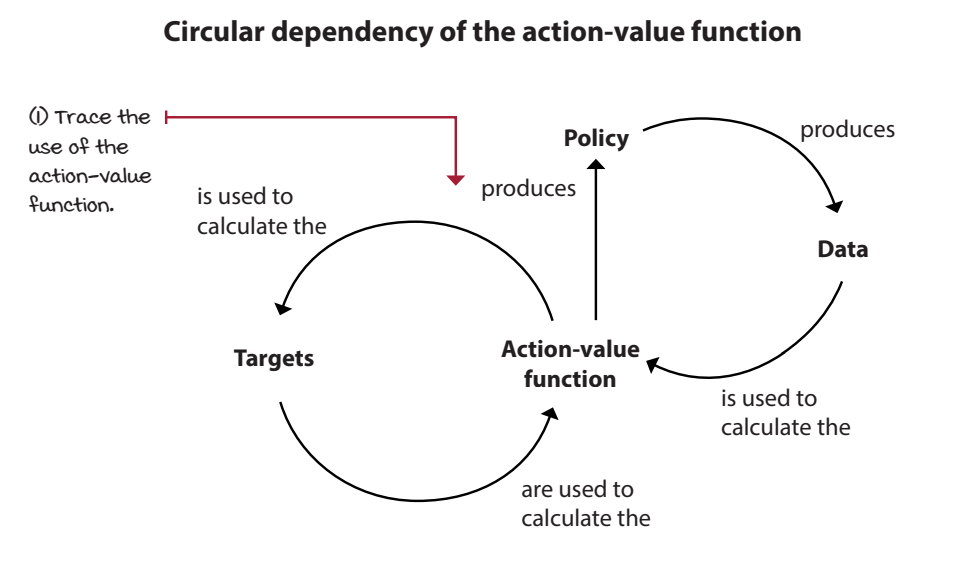 Circular dependency of the action-value function
(1) Trace the
use of the
action-value
function.
is used to
calculate the
produces
Policy
produces
Data
Targets
Action-value
function
is used to
calculate the
are used to
calculate the